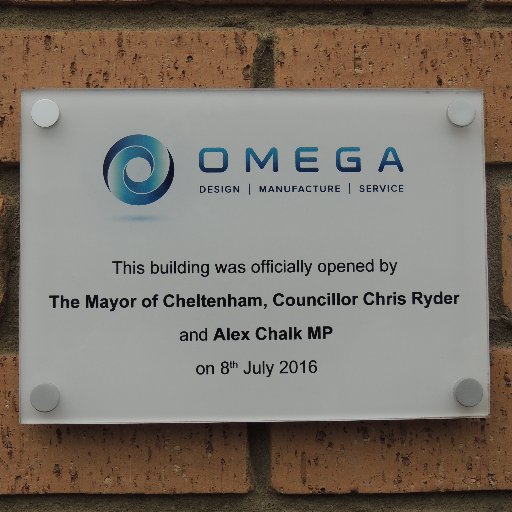 OMEGA
DESIGN | MANUFACTURE | SERVICE
This building was officially opened by
The Mayor of Cheltenham, Councillor Chris Ryder
and Alex Chalk MP
on 8th July 2016